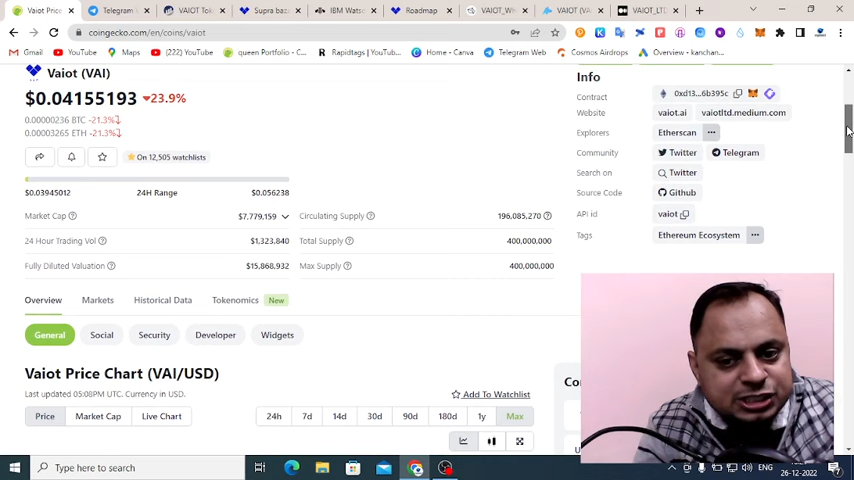 Vaiot Price
Telegram
VAIOT Tok
Supra baza
JBM Watso
Roadmap
VAIOT_W
VAIOT (VA
VAIOT_LTD
coingecko.com/en/coins/vaiot
Gmail YouTube Maps (222) YouTube queen Portfolio - C... Rapidtags | YouTub... Home - Canva Telegram Web Cosmos Airdrops Overview - kanchan...
Vaiot (VAI)
$0.04155193 23.9%
0.00000236 BTC -21.3%
0.00003265 ETH -21.3%
On 12,505 watchlists
$0.03945012 24H Range $0.056238
Market Cap $7,779,159 Circulating Supply 196,085,270
24 Hour Trading Vol $1,323,840 Total Supply 400,000,000
Fully Diluted Valuation $15,868,932 Max Supply 400,000,000
Info
Contract 0xd13...6b395c
Website vaiot.ai vaiotltd.medium.com
Explorers Etherscan
Community Twitter Telegram
Search on Twitter
Source Code Github
API id vaiot
Tags Ethereum Ecosystem
Overview Markets Historical Data Tokenomics New
General Social Security Developer Widgets
Vaiot Price Chart (VAI/USD)
Last updated 05:08PM UTC. Currency in USD.
Add To Watchlist
Price Market Cap Live Chart 24h 7d 14d 30d 90d 180d 1y Max
Type here to search
ENG
26-12-2022